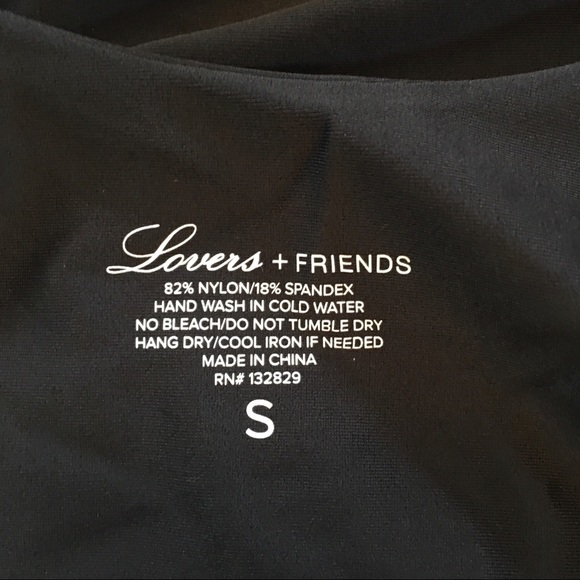 Lovers + FRIENDS
82% NYLON/18% SPANDEX
HAND WASH IN COLD WATER
NO BLEACH/DO NOT TUMBLE DRY
HANG DRY/COOL IRON IF NEEDED
MADE IN CHINA
RN# 132829
S